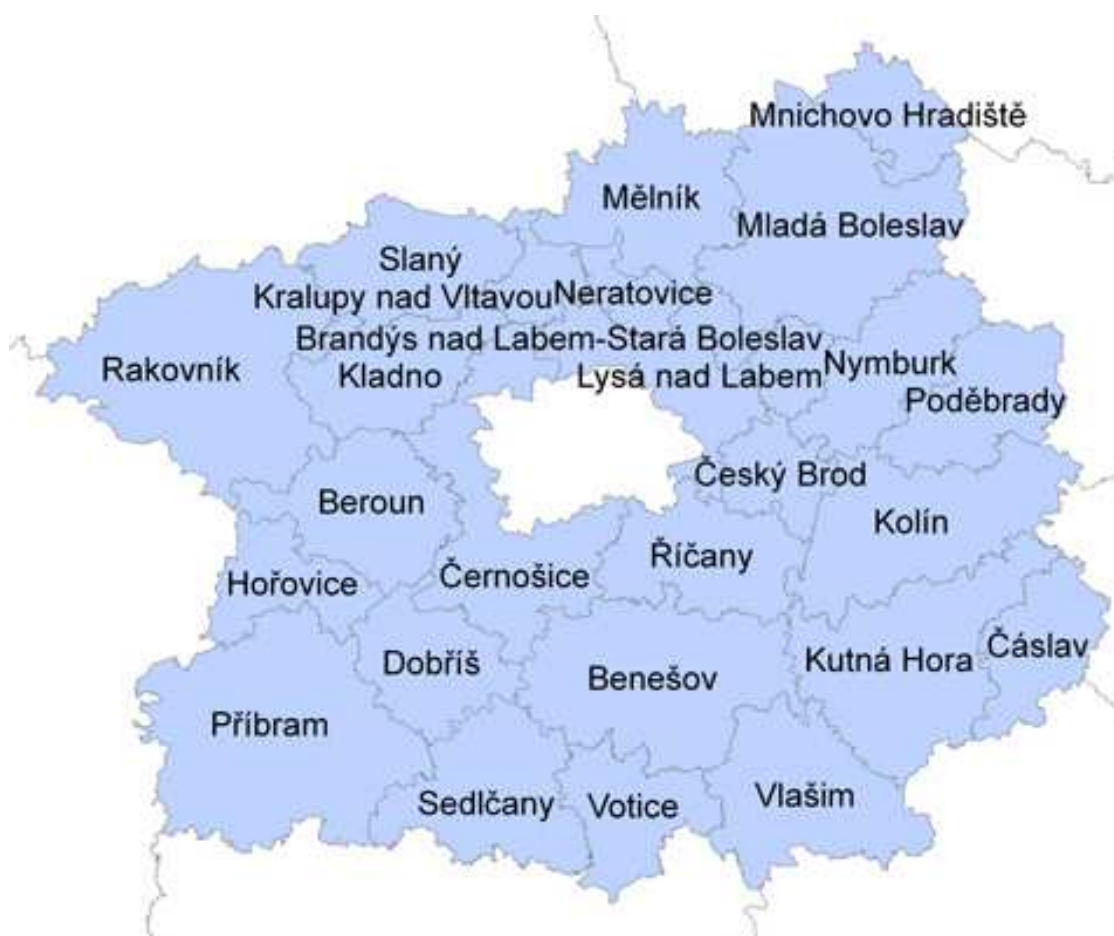 Mnichovo Hradiště
Mělník
Mladá Boleslav
Slaný
Kralupy nad Vltavou
Neratovice
Brandýs nad Labem-Stará Boleslav
Rakovník
Kladno
Lysá nad Labem
Nymburk
Poděbrady
Český Brod
Beroun
Kolín
Říčany
Hořovice
Černošice
Dobříš
Benešov
Kutná Hora
Čáslav
Příbram
Sedlčany
Votice
Vlašim